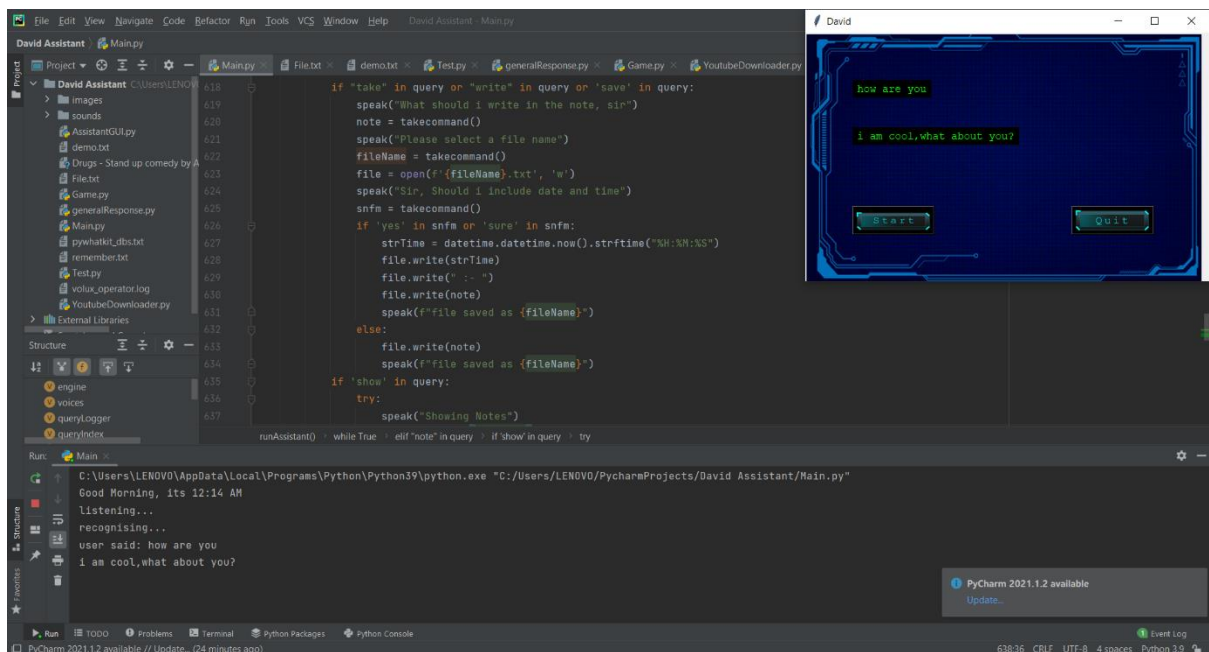 File Edit View Navigate Code Refactor Run Tools VCS Window Help David Assistant - Main.py
David Assistant Main.py
Project
Main.py File.txt demo.txt Test.py generalResponse.py Game.py YoutubeDownloader.py
David Assistant C:\Users\LENOV
images
sounds
AssistantGUI.py
demo.txt
Drugs - Stand up comedy by A
File.txt
Game.py
generalResponse.py
Main.py
pywhatkit_dbs.txt
remember.txt
Test.py
volux_operator.log
YoutubeDownloader.py
External Libraries
Structure
engine
voices
queryLogger
queryIndex
618 if "take" in query or "write" in query or 'save' in query:
619 speak("What should i write in the note, sir")
620 note = takecommand()
621 speak("Please select a file name")
622 fileName = takecommand()
623 file = open(f'{fileName}.txt', 'w')
624 speak("Sir, Should i include date and time")
625 snfm = takecommand()
626 if 'yes' in snfm or 'sure' in snfm:
627 strTime = datetime.datetime.now().strftime("%H:%M:%S")
628 file.write(strTime)
629 file.write(" :- ")
630 file.write(note)
631 speak(f"file saved as {fileName}")
632 else:
633 file.write(note)
634 speak(f"file saved as {fileName}")
635 if 'show' in query:
636 try:
637 speak("Showing Notes")
runAssistant() while True elif "note" in query if 'show' in query try
David
how are you
i am cool,what about you?
Start Quit
Run: Main
C:\Users\LENOVO\AppData\Local\Programs\Python\Python39\python.exe "C:/Users/LENOVO/PycharmProjects/David Assistant/Main.py"
Good Morning, its 12:14 AM
listening...
recognising...
user said: how are you
i am cool,what about you?
Structure
Favorites
PyCharm 2021.1.2 available
Update...
Run TODO Problems Terminal Python Packages Python Console 1 Event Log
PyCharm 2021.1.2 available // Update... (24 minutes ago) 638:36 CRLF UTF-8 4 spaces Python 3.9